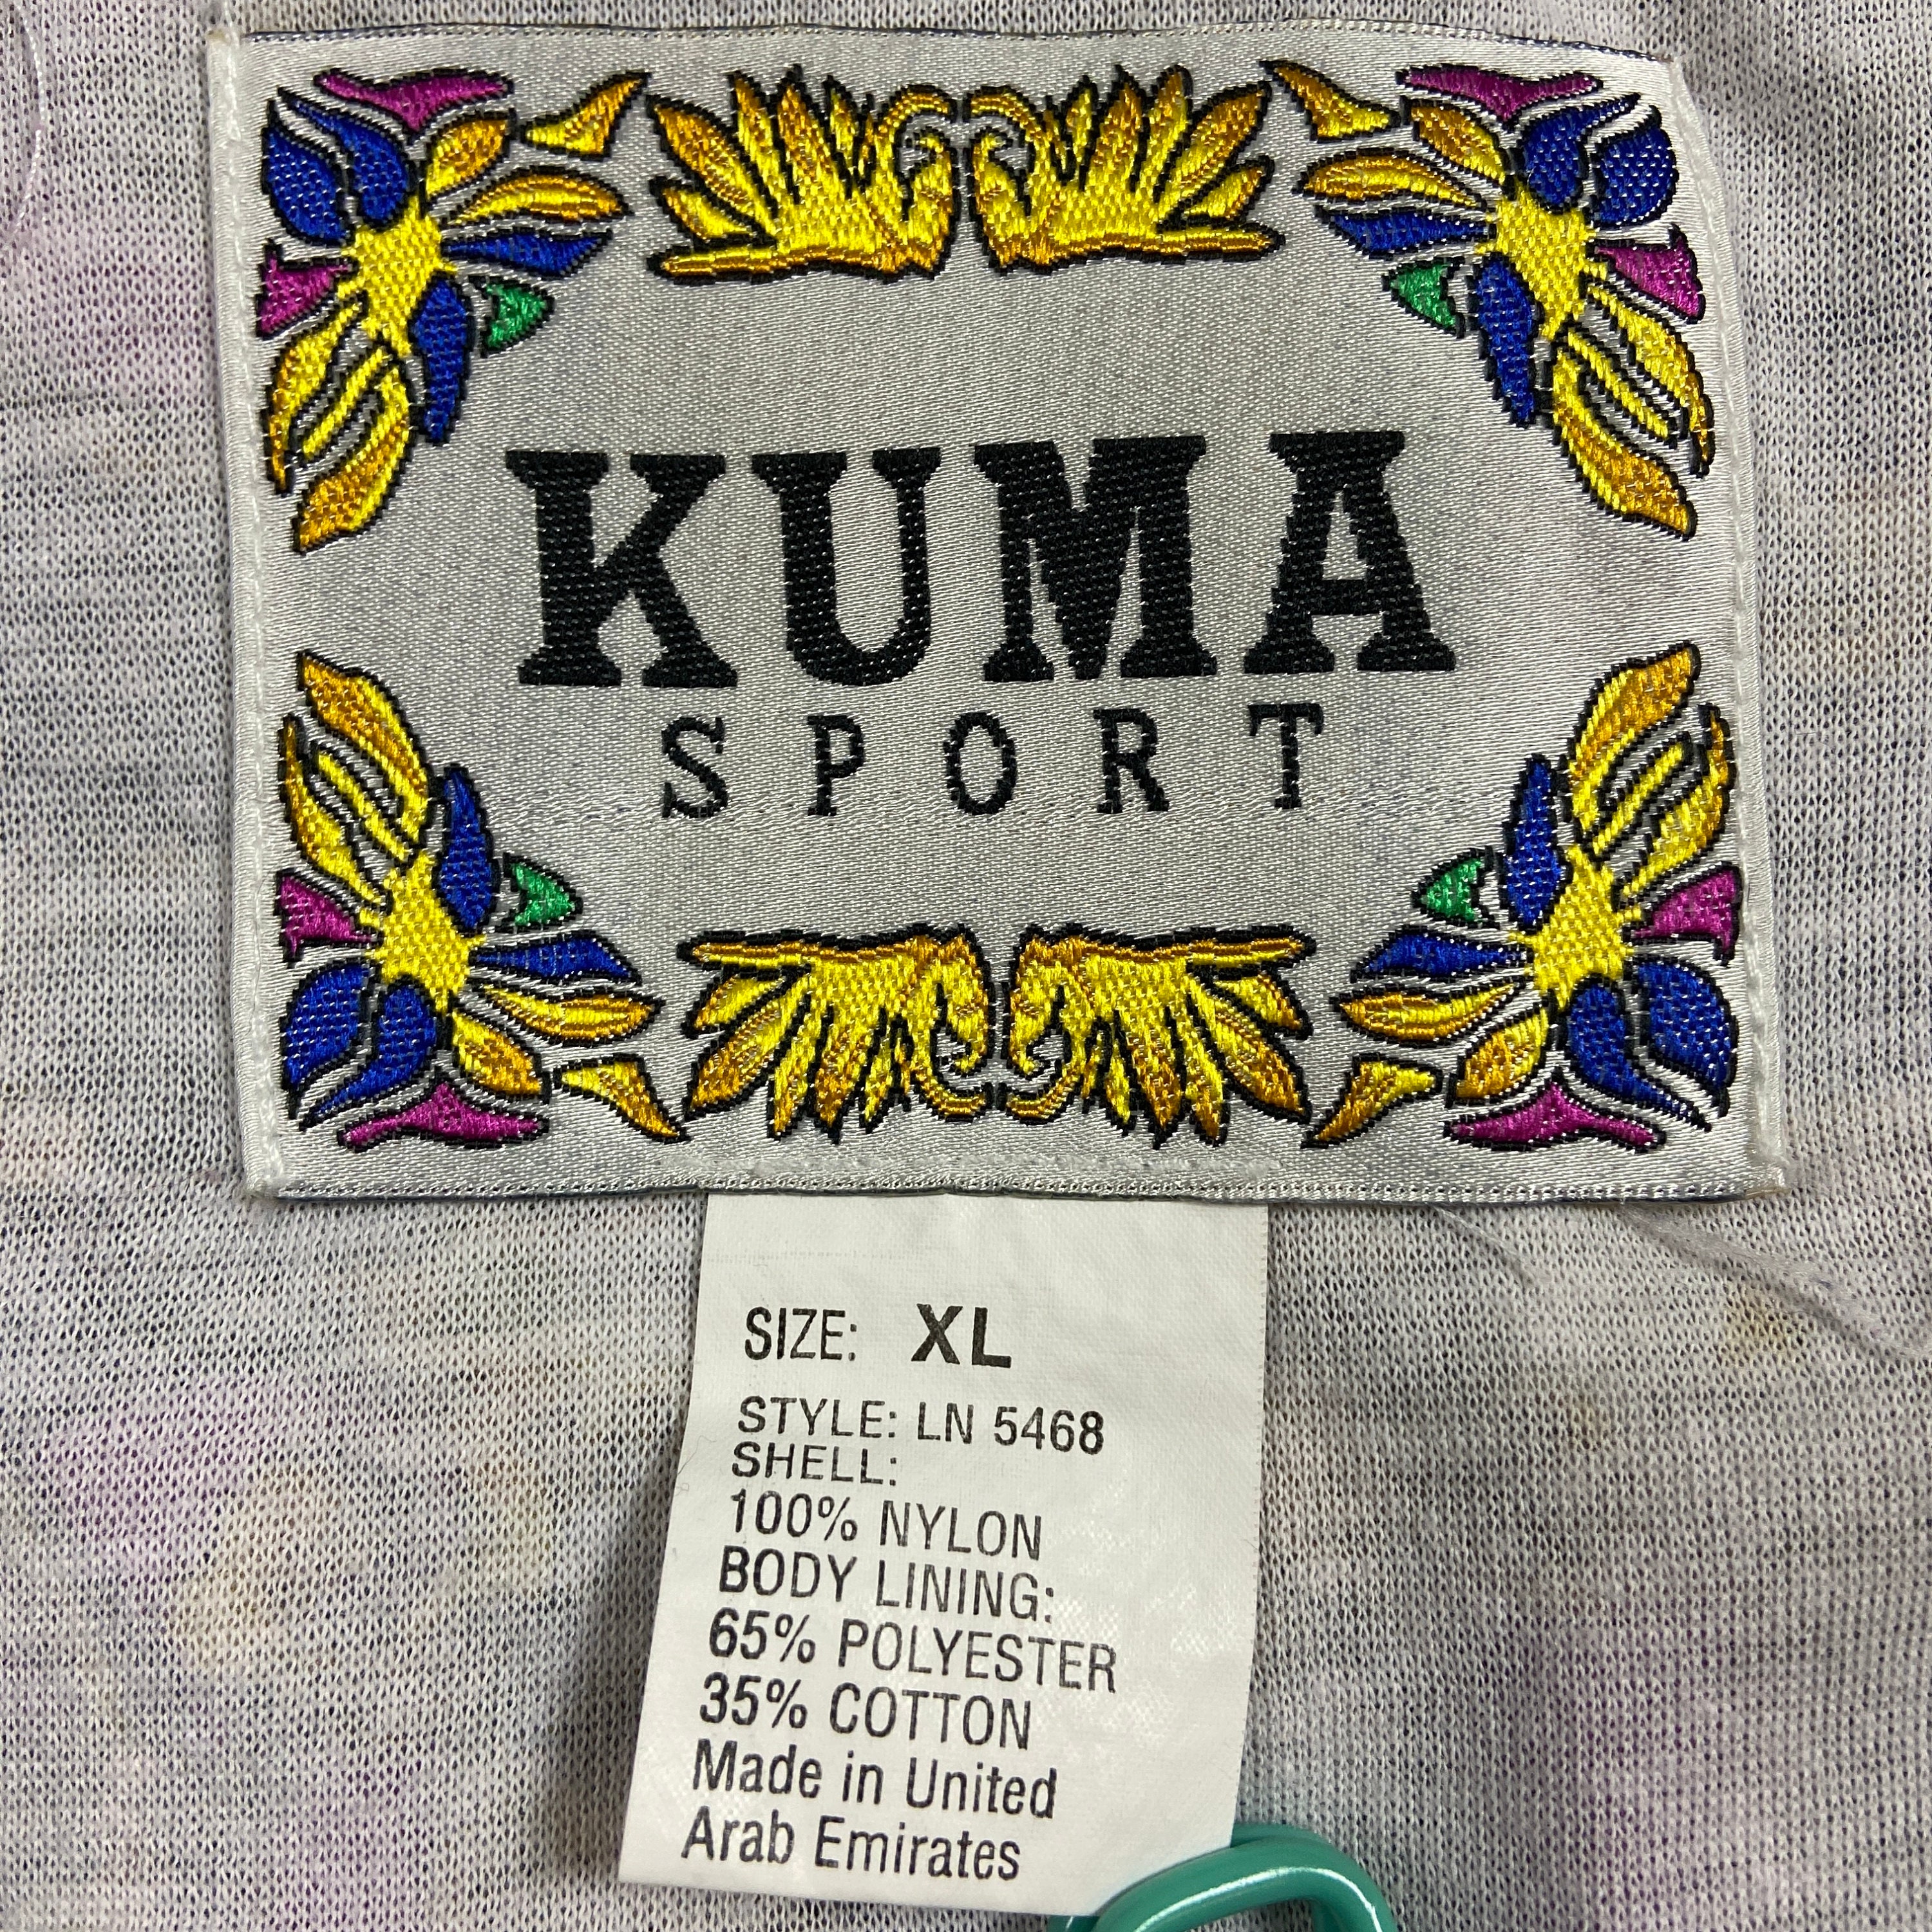 KUMA
SPORT
SIZE: XL
STYLE: LN 5468
SHELL:
100% NYLON
BODY LINING:
65% POLYESTER
35% COTTON
Made in United
Arab Emirates